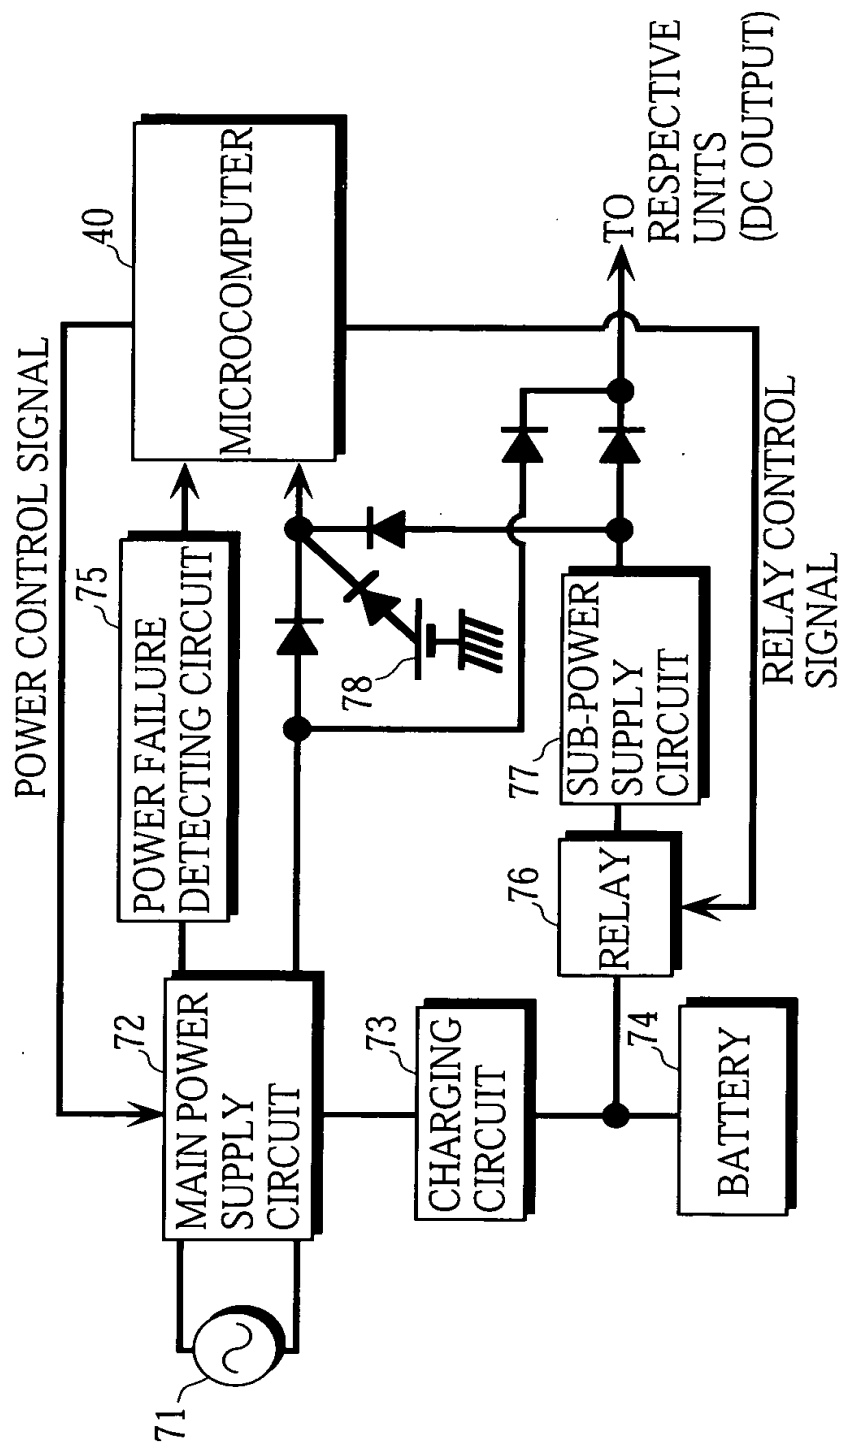 POWER CONTROL SIGNAL
40
MICROCOMPUTER
75
POWER FAILURE
DETECTING CIRCUIT
72
MAIN POWER
SUPPLY
CIRCUIT
71
78
73
CHARGING
CIRCUIT
TO
RESPECTIVE
UNITS
(DC OUTPUT)
77
SUB-POWER
SUPPLY
CIRCUIT
76
RELAY
74
BATTERY
RELAY CONTROL
SIGNAL